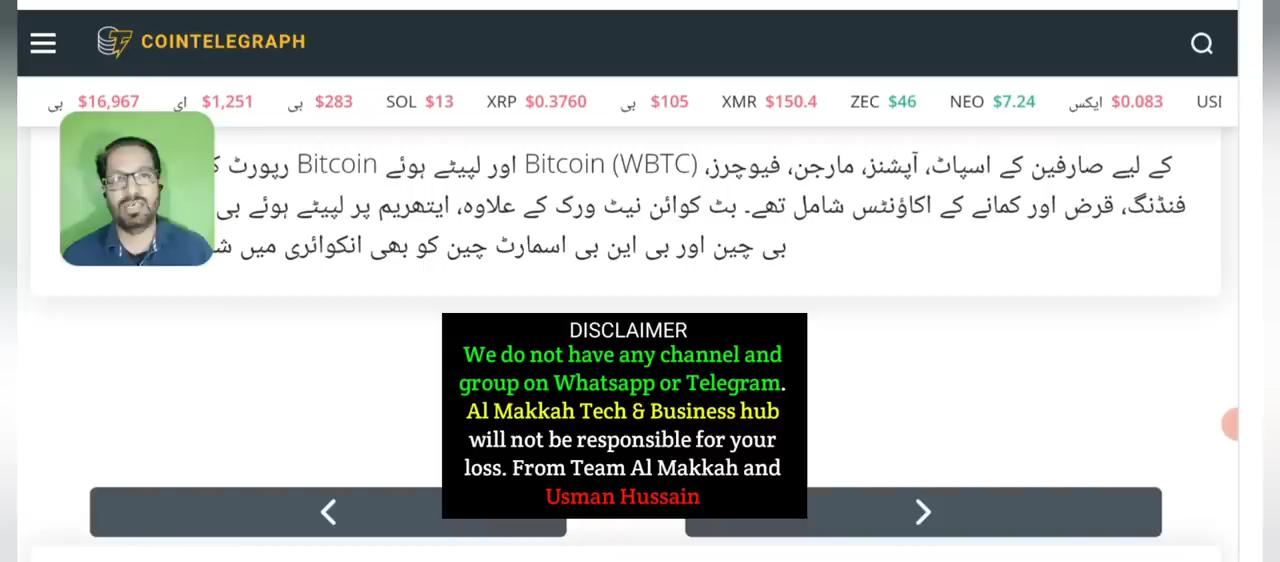 COINTELEGRAPH
بی $16,967 ای $1,251 بی $283 SOL $13 XRP $0.3760 بی $105 XMR $150.4 ZEC $46 NEO $7.24 ایکس $0.083
کے لیے صارفین کے اسپاٹ، آپشنز، مارجن، فیوچرز، Bitcoin (WBTC) اور لپیٹے ہوئے Bitcoin رپورٹ
فنڈنگ، قرض اور کمانے کے اکاؤنٹس شامل تھے۔ بٹ کوائن نیٹ ورک کے علاوہ، ایتھریم پر لپیٹے ہوئے بی
بی چین اور بی این بی اسمارٹ چین کو بھی انکوائری میں
DISCLAIMER
We do not have any channel and
group on Whatsapp or Telegram.
Al Makkah Tech & Business hub
will not be responsible for your
loss. From Team Al Makkah and
Usman Hussain